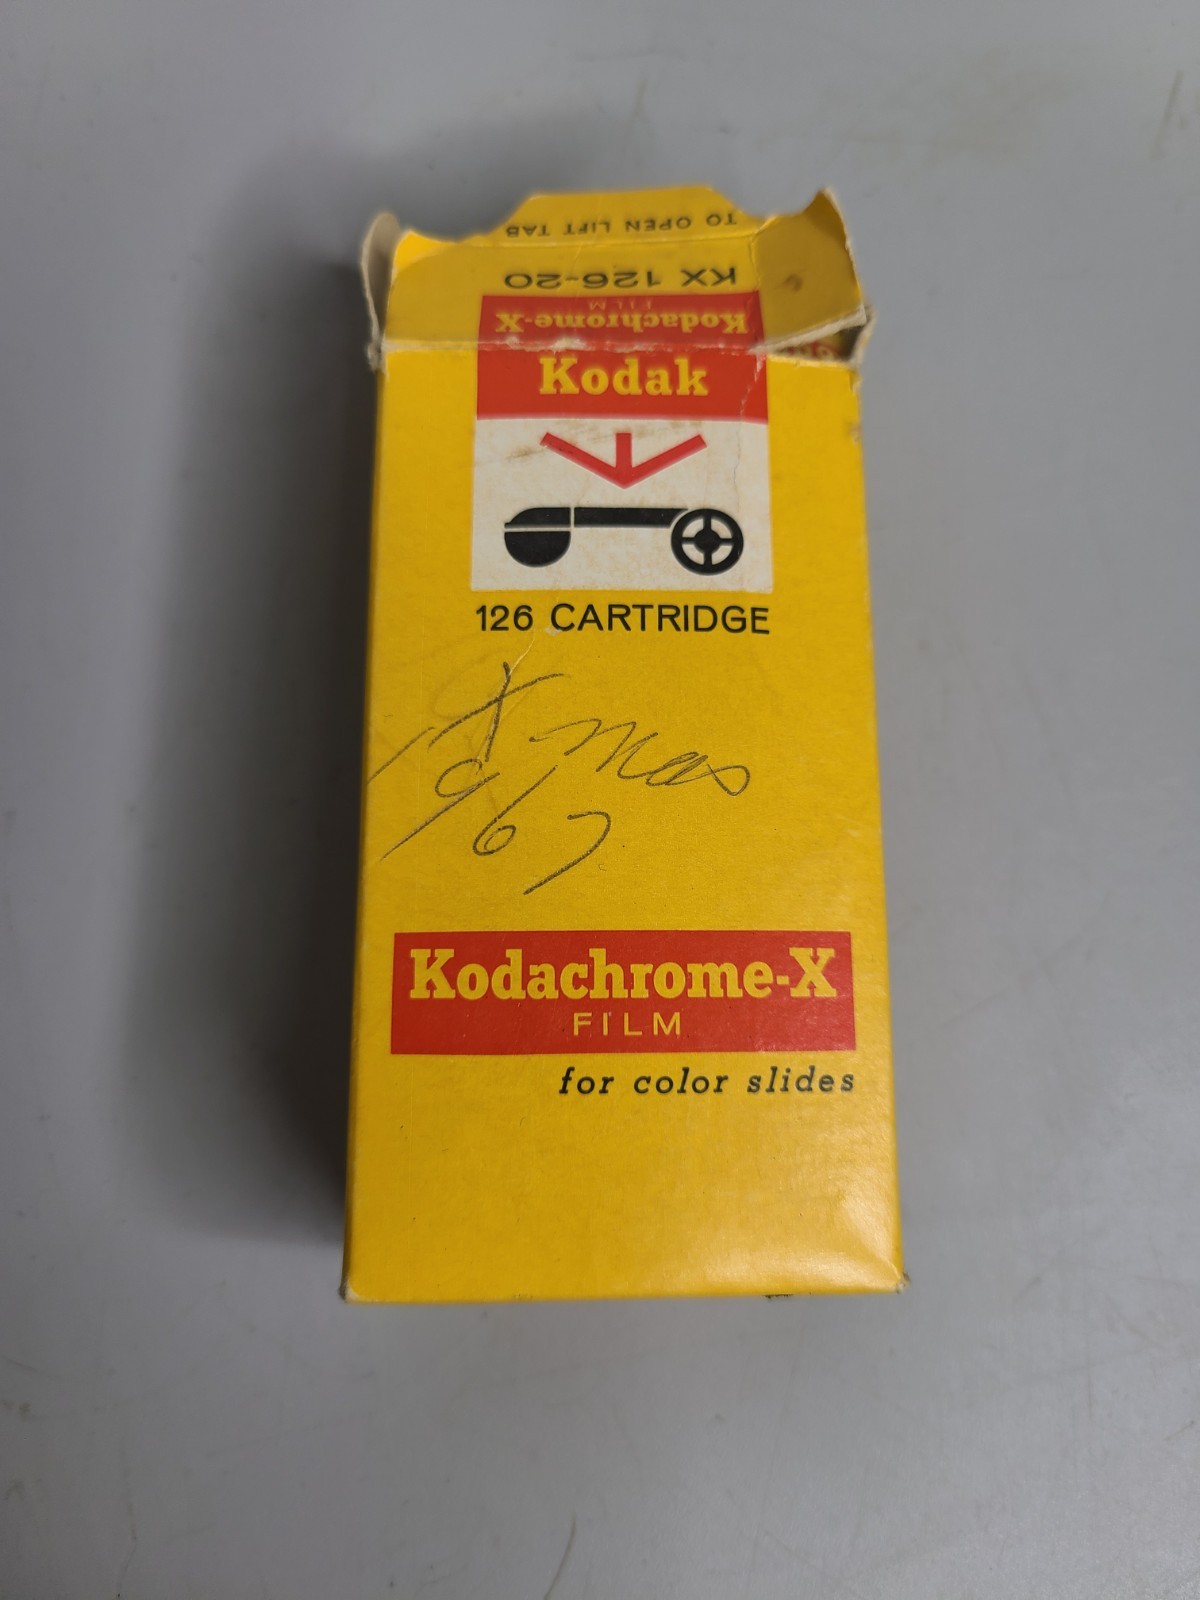 TO OPEN LIFT TAB
KX 126-20
Kodachrome-X
FILM
Kodak
126 CARTRIDGE
X-mas
1967
Kodachrome-X
FILM
for color slides